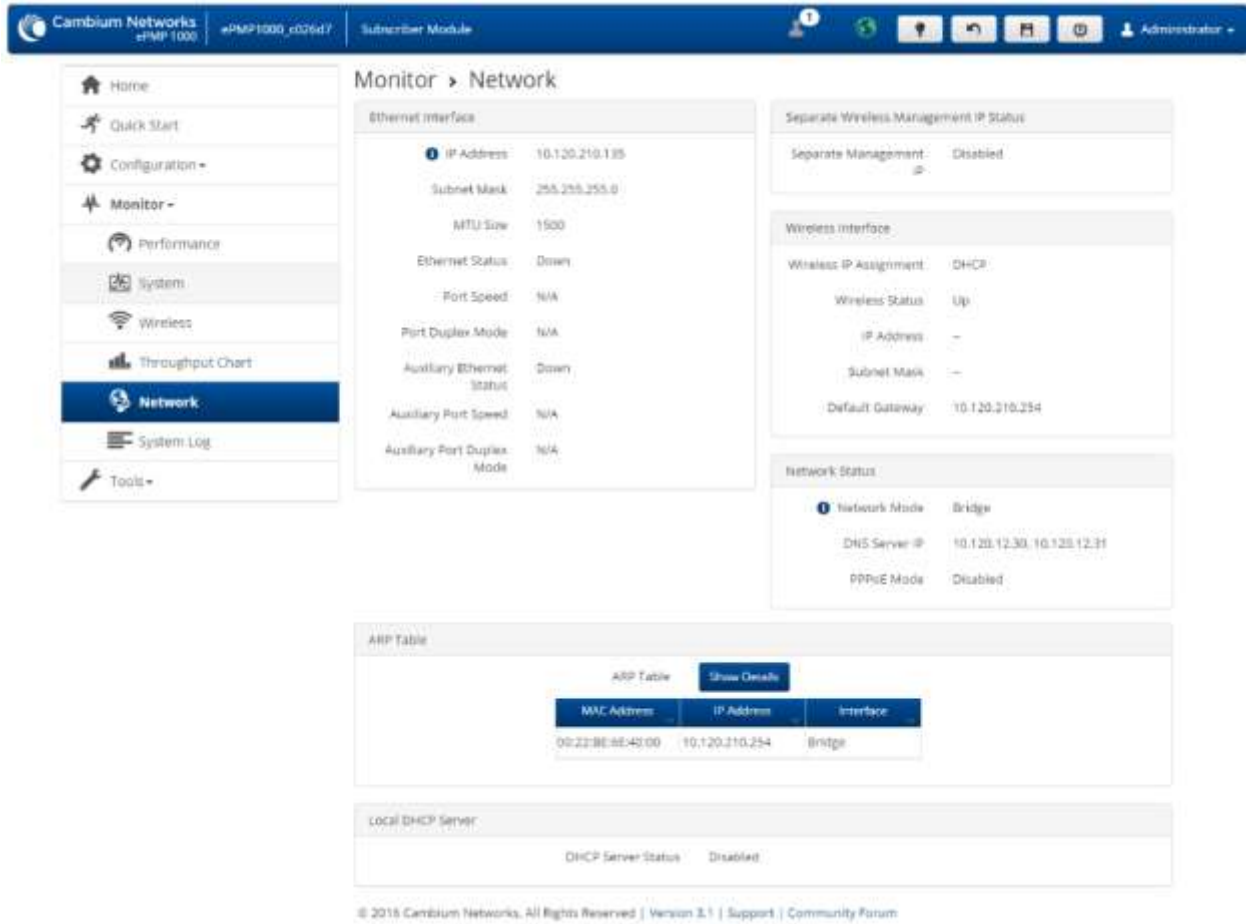 Cambium Networks
ePMP 1000
ePMP1000_c026d7
Subscriber Module
1
Administrator
Home
Quick Start
Configuration
Monitor
Performance
System
Wireless
Throughput Chart
Network
System Log
Tools
Monitor > Network
Ethernet Interface
IP Address 10.120.210.135
Subnet Mask 255.255.255.0
MTU Size 1500
Ethernet Status Down
Port Speed N/A
Port Duplex Mode N/A
Auxiliary Ethernet
Status
Down
Auxiliary Port Speed N/A
Auxiliary Port Duplex
Mode
N/A
Separate Wireless Management IP Status
Separate Management
IP
Disabled
Wireless Interface
Wireless IP Assignment DHCP
Wireless Status Up
IP Address –
Subnet Mask –
Default Gateway 10.120.210.254
Network Status
Network Mode Bridge
DNS Server IP 10.120.12.30, 10.120.12.31
PPPoE Mode Disabled
ARP Table
ARP Table Show Details
MAC Address IP Address Interface
00:22:BE:6E:40:00 10.120.210.254 Bridge
Local DHCP Server
DHCP Server Status Disabled
© 2016 Cambium Networks, All Rights Reserved | Version 3.1 | Support | Community Forum